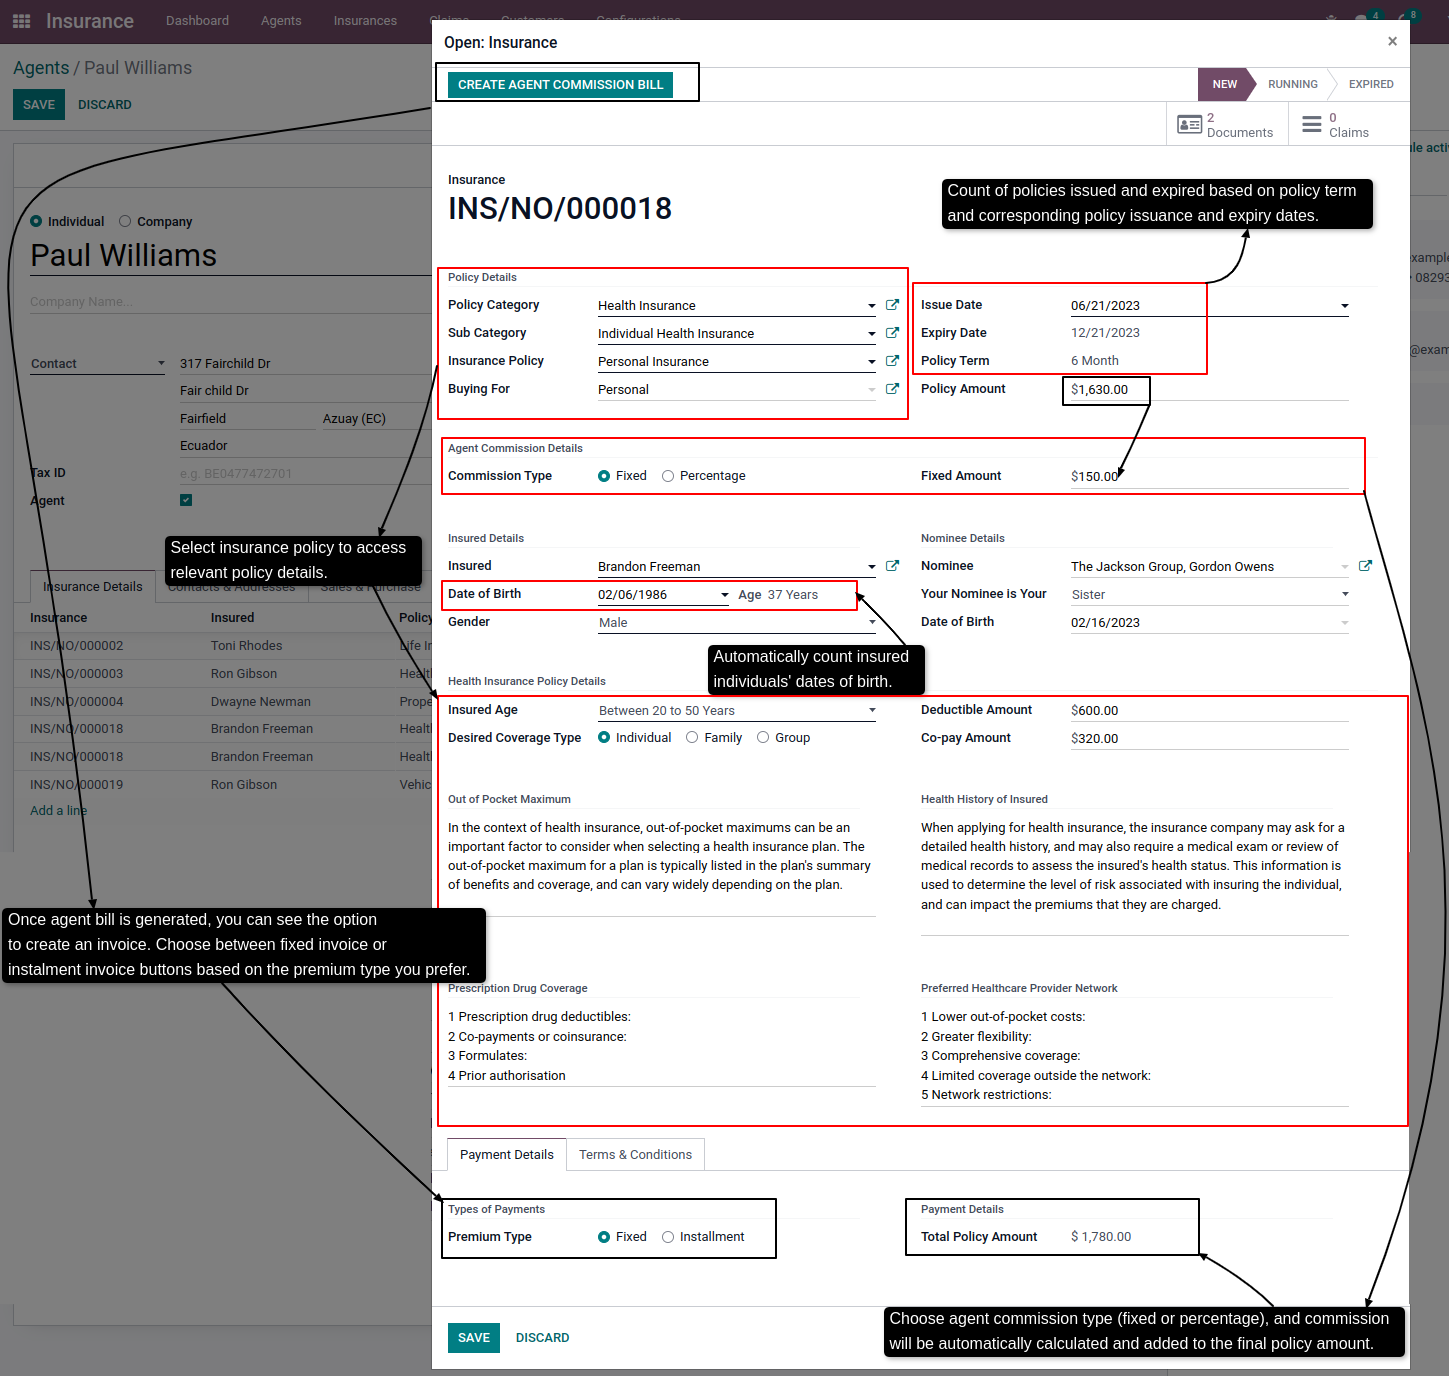 Insurance
Dashboard
Agents
Insurances
Claims
Customers
Configurations
4
8
Agents / Paul Williams
SAVE
DISCARD
Individual
Company
Paul Williams
Company Name...
Contact
317 Fairchild Dr
Fair child Dr
Fairfield
Azuay (EC)
Ecuador
Tax ID
e.g. BE0477472701
Agent
Insurance Details
Contacts & Addresses
Sales & Purchase
Insurance
Insured
Policy
INS/NO/000002
Toni Rhodes
Life In
INS/NO/000003
Ron Gibson
Healt
INS/NO/000004
Dwayne Newman
Prope
INS/NO/000018
Brandon Freeman
Healt
INS/NO/000018
Brandon Freeman
Healt
INS/NO/000019
Ron Gibson
Vehic
Add a line
Open: Insurance
×
CREATE AGENT COMMISSION BILL
NEW
RUNNING
EXPIRED
2
Documents
0
Claims
Insurance
INS/NO/000018
Count of policies issued and expired based on policy term
and corresponding policy issuance and expiry dates.
Policy Details
Policy Category
Health Insurance
Sub Category
Individual Health Insurance
Insurance Policy
Personal Insurance
Buying For
Personal
Issue Date
06/21/2023
Expiry Date
12/21/2023
Policy Term
6 Month
Policy Amount
$1,630.00
Agent Commission Details
Commission Type
Fixed
Percentage
Fixed Amount
$150.00
Select insurance policy to access
relevant policy details.
Insured Details
Insured
Brandon Freeman
Date of Birth
02/06/1986
Age 37 Years
Gender
Male
Nominee Details
Nominee
The Jackson Group, Gordon Owens
Your Nominee is Your
Sister
Date of Birth
02/16/2023
Automatically count insured
individuals' dates of birth.
Health Insurance Policy Details
Insured Age
Between 20 to 50 Years
Desired Coverage Type
Individual
Family
Group
Deductible Amount
$600.00
Co-pay Amount
$320.00
Out of Pocket Maximum
In the context of health insurance, out-of-pocket maximums can be an
important factor to consider when selecting a health insurance plan. The
out-of-pocket maximum for a plan is typically listed in the plan's summary
of benefits and coverage, and can vary widely depending on the plan.
Health History of Insured
When applying for health insurance, the insurance company may ask for a
detailed health history, and may also require a medical exam or review of
medical records to assess the insured's health status. This information is
used to determine the level of risk associated with insuring the individual,
and can impact the premiums that they are charged.
Once agent bill is generated, you can see the option
to create an invoice. Choose between fixed invoice or
instalment invoice buttons based on the premium type you prefer.
Prescription Drug Coverage
1 Prescription drug deductibles:
2 Co-payments or coinsurance:
3 Formulates:
4 Prior authorisation
Preferred Healthcare Provider Network
1 Lower out-of-pocket costs:
2 Greater flexibility:
3 Comprehensive coverage:
4 Limited coverage outside the network:
5 Network restrictions:
Payment Details
Terms & Conditions
Types of Payments
Premium Type
Fixed
Installment
Payment Details
Total Policy Amount
$ 1,780.00
SAVE
DISCARD
Choose agent commission type (fixed or percentage), and commission
will be automatically calculated and added to the final policy amount.